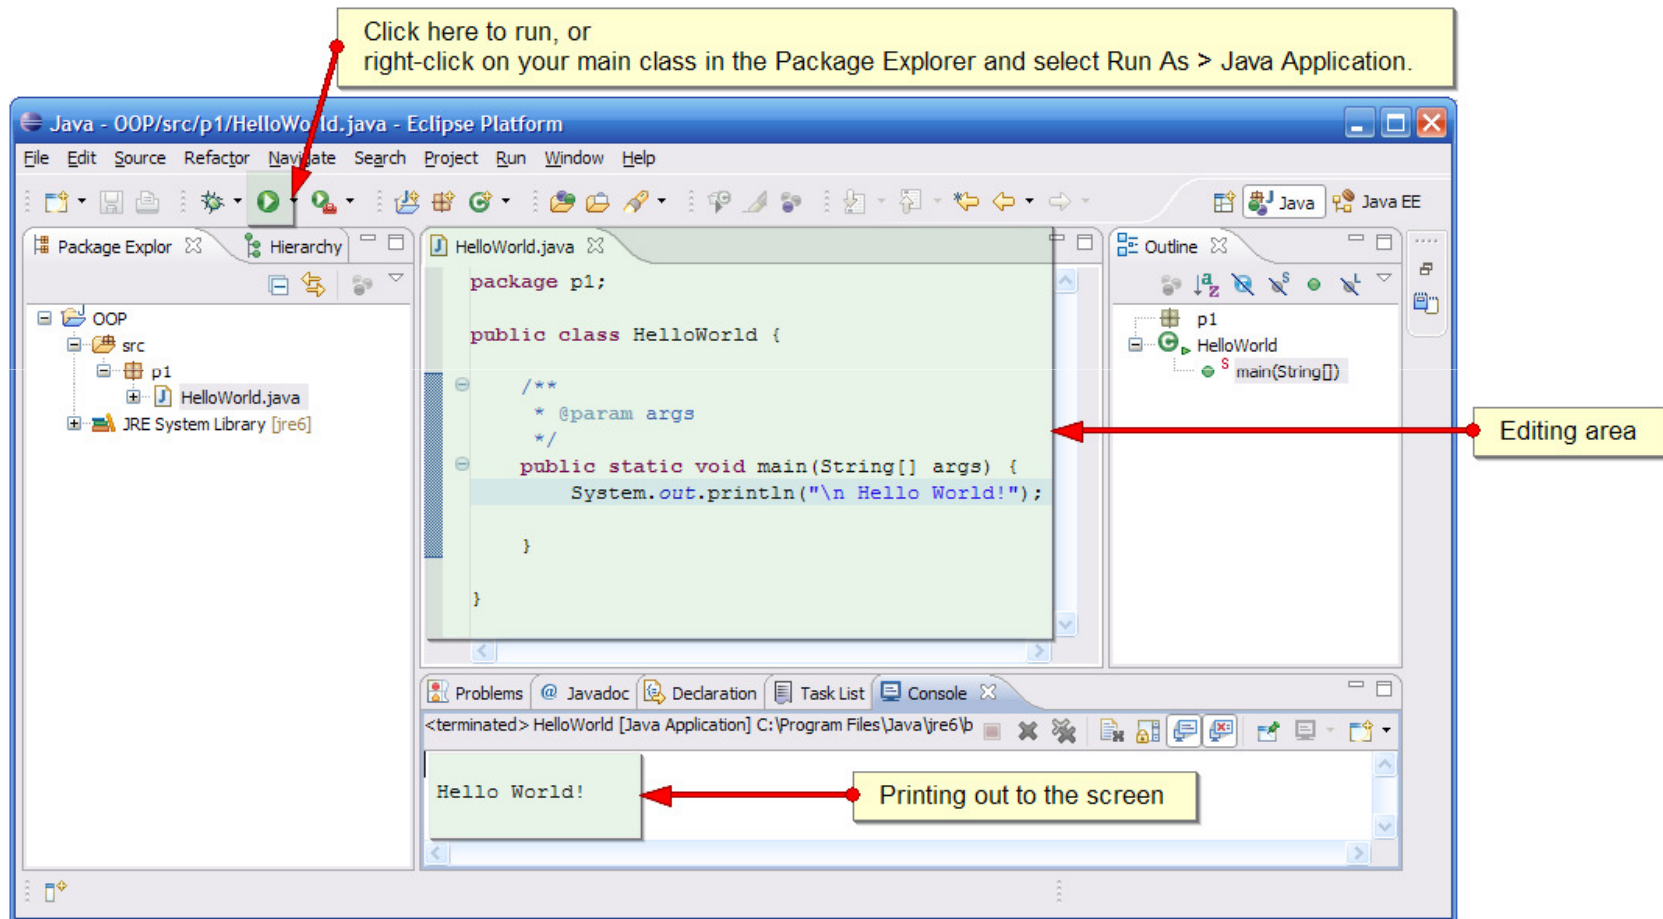 Click here to run, or
right-click on your main class in the Package Explorer and select Run As > Java Application.
Java - OOP/src/p1/HelloWorld.java - Eclipse Platform
File Edit Source Refactor Navigate Search Project Run Window Help
Java Java EE
Package Explor Hierarchy
OOP
src
p1
HelloWorld.java
JRE System Library [jre6]
HelloWorld.java
package p1;
public class HelloWorld {
/**
* @param args
*/
public static void main(String[] args) {
System.out.println("\n Hello World!");
}
}
Outline
p1
HelloWorld
main(String[])
Editing area
Problems @ Javadoc Declaration Task List Console
<terminated> HelloWorld [Java Application] C:\Program Files\Java\jre6\b
Hello World!
Printing out to the screen